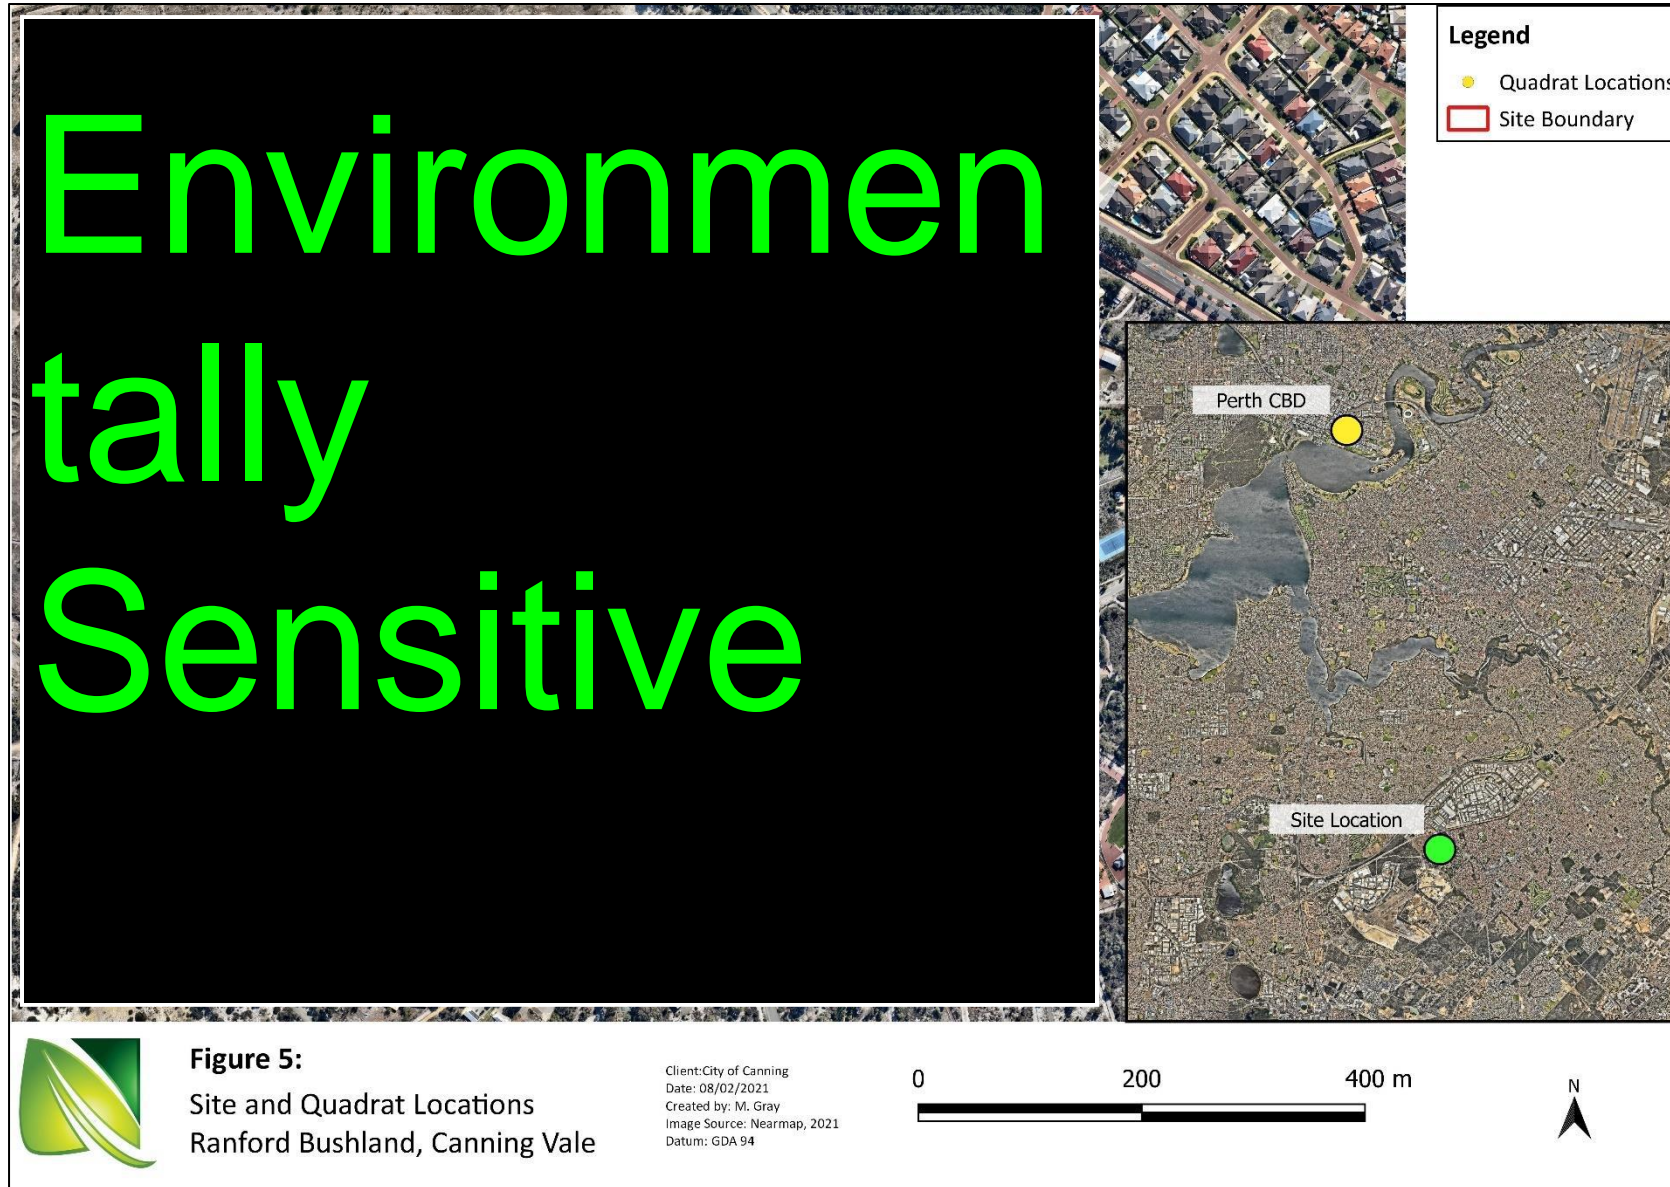 Environmen
tally
Sensitive
Legend
Quadrat Locations
Site Boundary
Perth CBD
Site Location
Figure 5:
Site and Quadrat Locations
Ranford Bushland, Canning Vale
Client:City of Canning
Date: 08/02/2021
Created by: M. Gray
Image Source: Nearmap, 2021
Datum: GDA 94
0 200 400 m
N